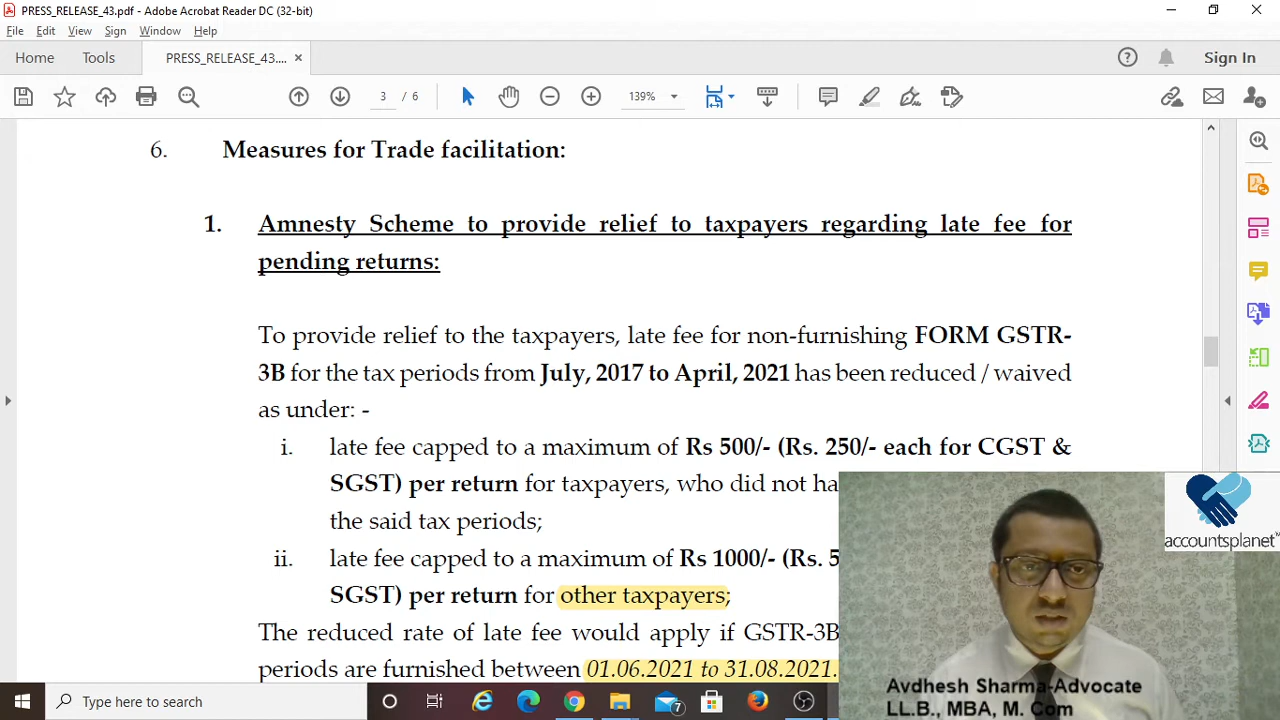 PRESS_RELEASE_43.pdf - Adobe Acrobat Reader DC (32-bit)
File Edit View Sign Window Help
Home Tools PRESS_RELEASE_43.... × Sign In
3 / 6 139%
6. Measures for Trade facilitation:
1. Amnesty Scheme to provide relief to taxpayers regarding late fee for
pending returns:
To provide relief to the taxpayers, late fee for non-furnishing FORM GSTR-
3B for the tax periods from July, 2017 to April, 2021 has been reduced / waived
as under: -
i. late fee capped to a maximum of Rs 500/- (Rs. 250/- each for CGST &
SGST) per return for taxpayers, who did not ha
the said tax periods;
ii. late fee capped to a maximum of Rs 1000/- (Rs. 5
SGST) per return for other taxpayers;
The reduced rate of late fee would apply if GSTR-3B
periods are furnished between 01.06.2021 to 31.08.2021.
accountsplanet™
Avdhesh Sharma-Advocate
LL.B., MBA, M. Com
Type here to search
7